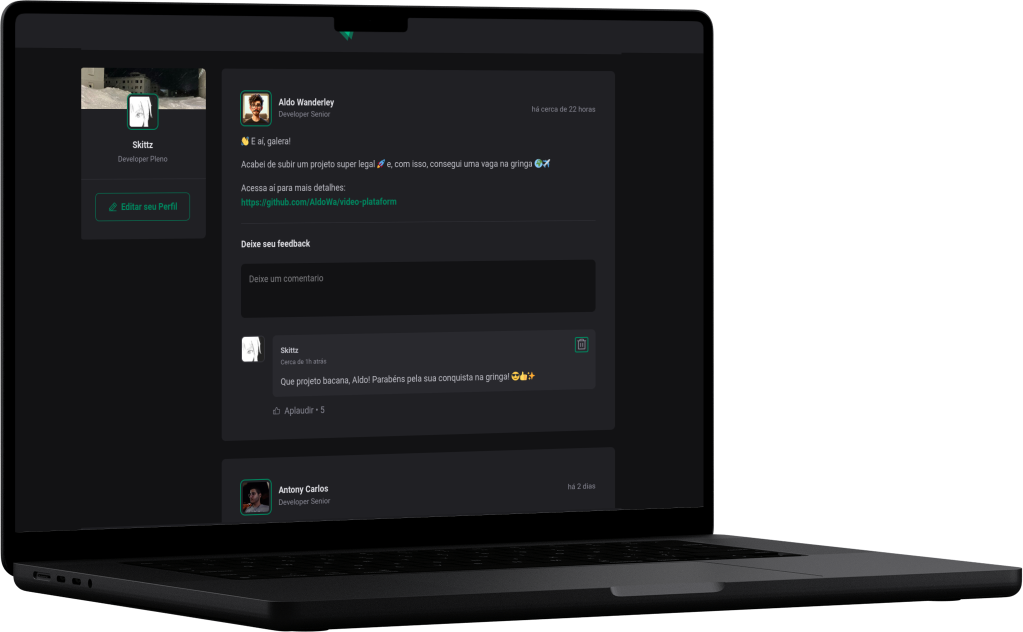 Skittz
Developer Pleno
Editar seu Perfil
Aldo Wanderley
Developer Senior
há cerca de 22 horas
👋 E aí, galera!
Acabei de subir um projeto super legal 🚀 e, com isso, consegui uma vaga na gringa 🌍✈️
Acessa aí para mais detalhes:
https://github.com/AldoWa/video-plataform
Deixe seu feedback
Deixe um comentario
Skittz
Cerca de 1h atrás
Que projeto bacana, Aldo! Parabéns pela sua conquista na gringa! 😎👍✨
Aplaudir • 5
Antony Carlos
Developer Senior
há 2 dias